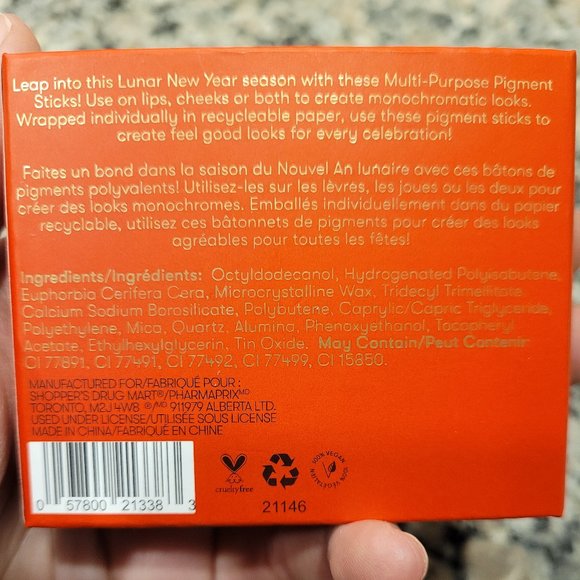 Leap into this Lunar New Year season with these Multi-Purpose Pigment
Sticks! Use on lips, cheeks or both to create monochromatic looks.
Wrapped individually in recycleable paper, use these pigment sticks to
create feel good looks for every celebration!
Faites un bond dans la saison du Nouvel An lunaire avec ces bâtons de
pigments polyvalents! Utilisez-les sur les lèvres, les joues ou les deux pour
créer des looks monochromes. Emballés individuellement dans du papier
recyclable, utilisez ces bâtonnets de pigments pour créer des looks
agréables pour toutes les fêtes!
Ingredients/Ingrédients: Octyldodecanol, Hydrogenated Polyisobutene,
Euphorbia Cerifera Cera, Microcrystalline Wax, Tridecyl Trimellitate,
Calcium Sodium Borosilicate, Polybutene, Caprylic/Capric Triglyceride,
Polyethylene, Mica, Quartz, Alumina, Phenoxyethanol, Tocopheryl
Acetate, Ethylhexylglycerin, Tin Oxide. May Contain/Peut Contenir:
CI 77891, CI 77491, CI 77492, CI 77499, CI 15850.
MANUFACTURED FOR/FABRIQUÉ POUR :
SHOPPER'S DRUG MART®/PHARMAPRIX MD
TORONTO, M2J 4W8 ®/MD 911979 ALBERTA LTD.
USED UNDER LICENSE/UTILISÉE SOUS LICENSE
MADE IN CHINA/FABRIQUÉ EN CHINE
0 57800 21338 3
crueltyfree
21146
100% VEGAN
100% VÉGÉTALIEN